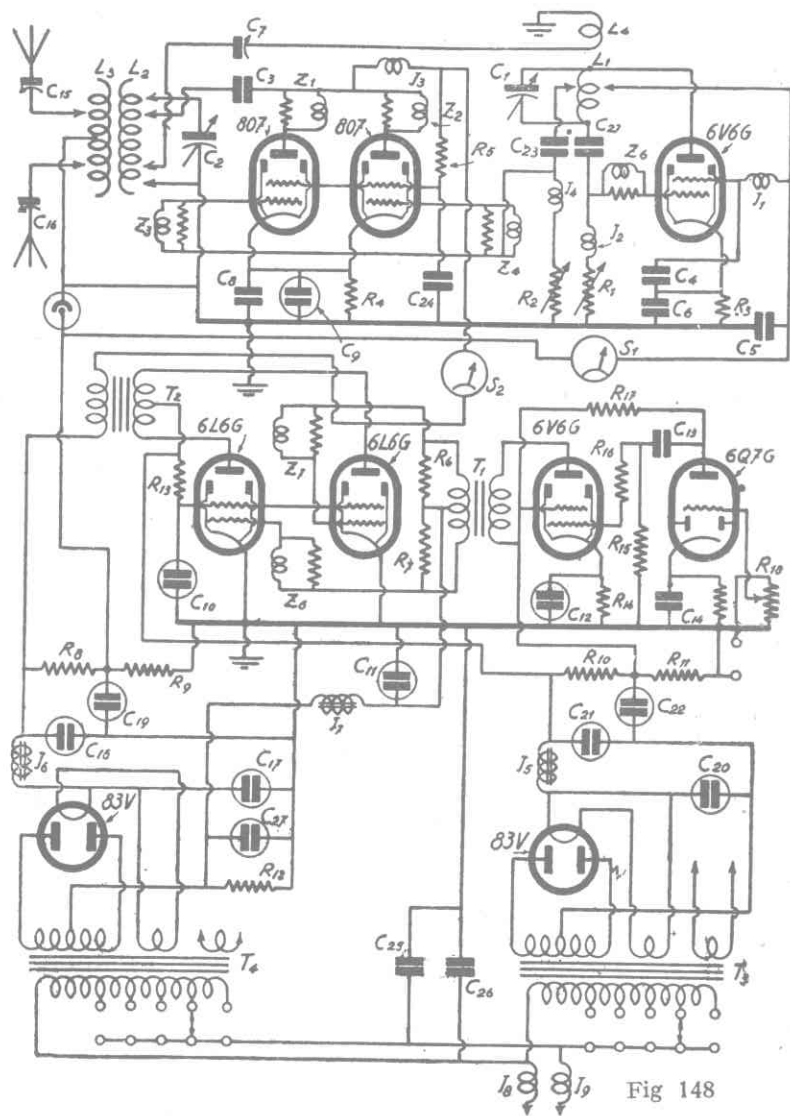 C7
L4
C15
L3
L2
C3
Z1
J3
C1
L1
807
807
Z2
C2
C23
C22
6V6G
R5
Z6
C16
Z3
J4
J1
J2
Z4
C8
R4
C24
R2
R1
C4
C6
R3
C9
C5
S1
S2
T2
R17
6L6G
6L6G
R6
6V6G
C13
6Q7G
R13
Z7
T1
R16
R7
R15
R18
C10
Z8
C12
R14
C14
R8
R9
C11
R10
R11
C19
C22
C18
J7
C21
J6
C17
J5
C20
83V
C27
83V
R12
T4
C25
C26
T3
J8
J9
Fig 148